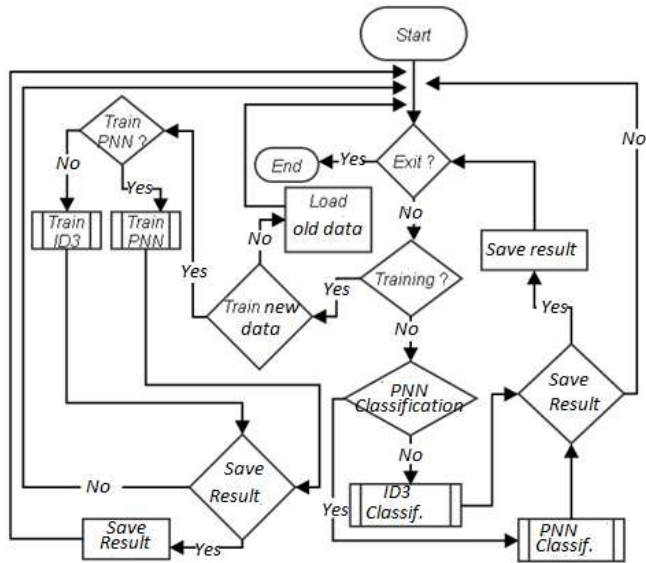 Start
Train
PNN ?
No
Yes
End
Yes
Exit ?
No
Load
old data
No
Train
ID3
Train
PNN
Save result
No
Yes
Train new
data
Yes
Training ?
Yes
No
PNN
Classification
Save
Result
No
Save
Result
No
ID3
Classif.
Yes
PNN
Classif.
Save
Result
Yes